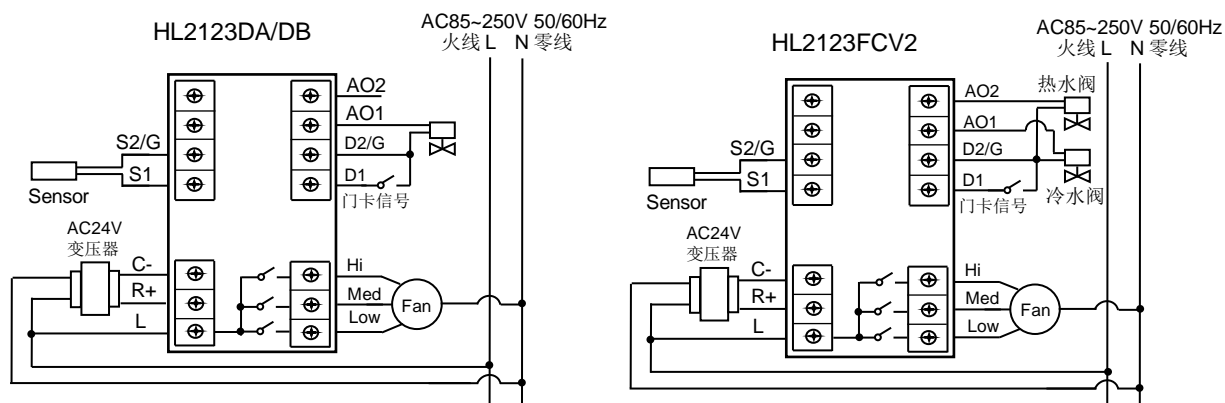 HL2123DA/DB
AC85~250V 50/60Hz
火线 L N 零线
AO2
AO1
S2/G
D2/G
S1
D1
Sensor
门卡信号
AC24V
变压器
C-
Hi
R+
Med
Fan
L
Low
HL2123FCV2
AC85~250V 50/60Hz
火线 L N 零线
热水阀
AO2
AO1
S2/G
D2/G
S1
D1
Sensor
门卡信号
冷水阀
AC24V
变压器
C-
Hi
R+
Med
Fan
L
Low